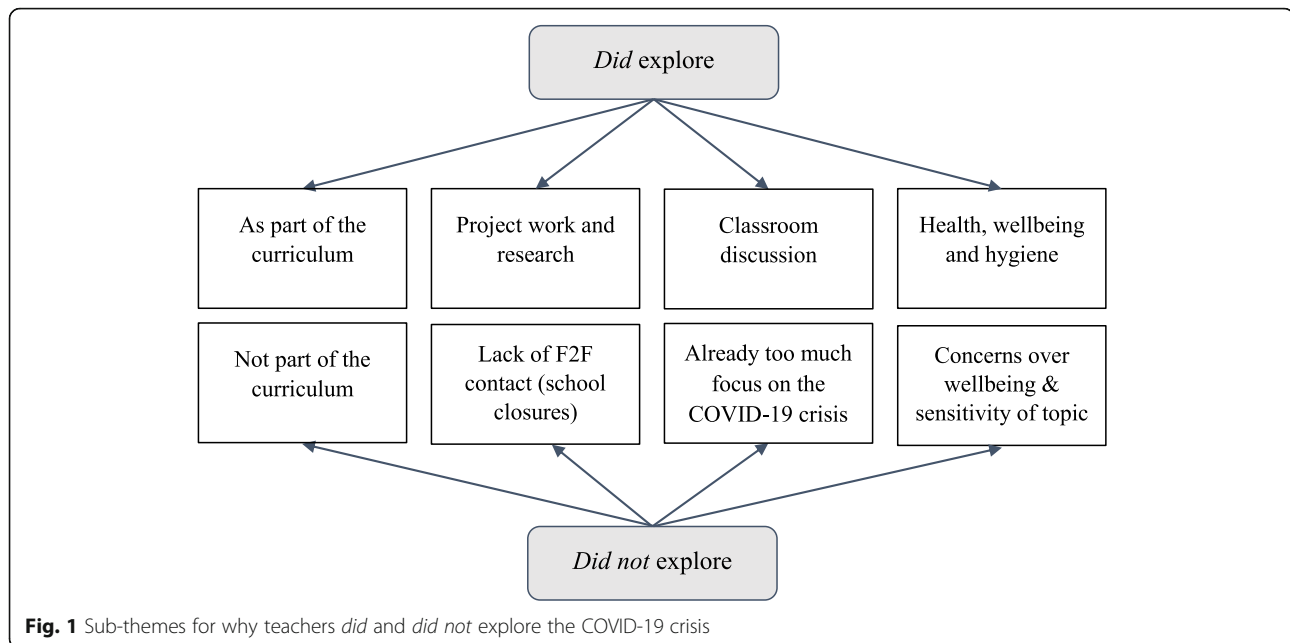 Did explore
As part of the
curriculum
Project work and
research
Classroom
discussion
Health, wellbeing
and hygiene
Not part of the
curriculum
Lack of F2F
contact (school
closures)
Already too much
focus on the
COVID-19 crisis
Concerns over
wellbeing &
sensitivity of topic
Did not explore
Fig. 1 Sub-themes for why teachers did and did not explore the COVID-19 crisis